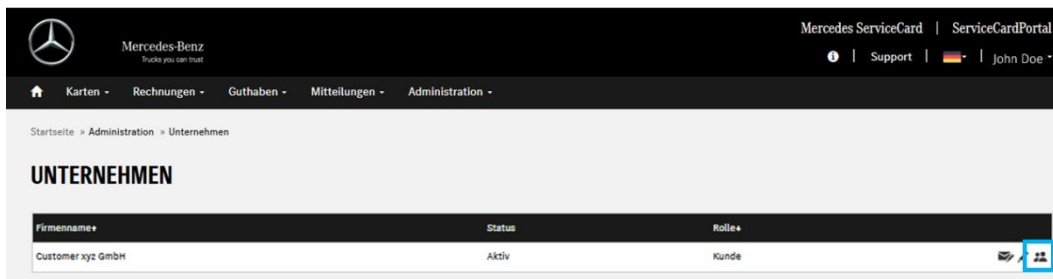 Mercedes ServiceCard | ServiceCardPortal
Mercedes-Benz
Trucks you can trust
Support | John Doe
Karten Rechnungen Guthaben Mitteilungen Administration
Startseite » Administration » Unternehmen
UNTERNEHMEN
Firmenname Status Rolle
Customer xyz GmbH Aktiv Kunde